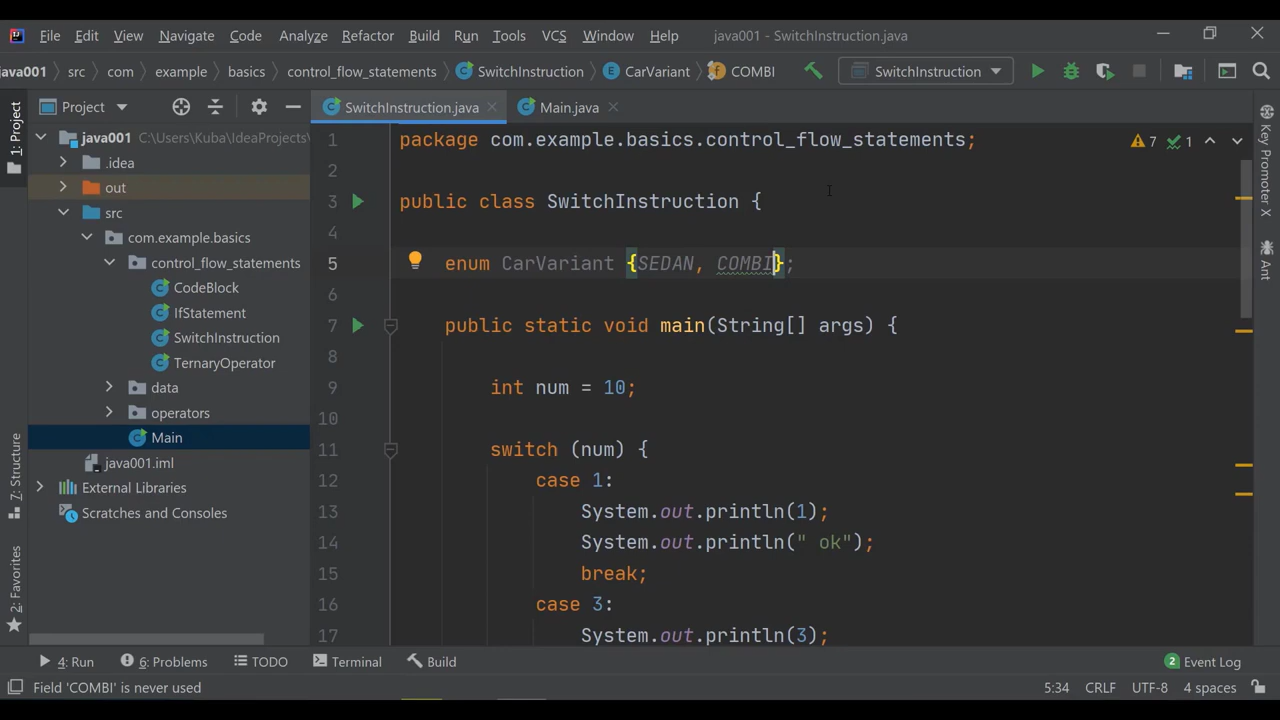 File Edit View Navigate Code Analyze Refactor Build Run Tools VCS Window Help java001 - SwitchInstruction.java
java001 src com example basics control_flow_statements SwitchInstruction CarVariant COMBI SwitchInstruction
Project
SwitchInstruction.java
Main.java
1: Project
7: Structure
2: Favorites
java001 C:\Users\Kuba\IdeaProjects\
.idea
out
src
com.example.basics
control_flow_statements
CodeBlock
IfStatement
SwitchInstruction
TernaryOperator
data
operators
Main
java001.iml
External Libraries
Scratches and Consoles
1 package com.example.basics.control_flow_statements;
2
3 public class SwitchInstruction {
4
5 enum CarVariant {SEDAN, COMBI};
6
7 public static void main(String[] args) {
8
9 int num = 10;
10
11 switch (num) {
12 case 1:
13 System.out.println(1);
14 System.out.println(" ok");
15 break;
16 case 3:
17 System.out.println(3);
7 1
Key Promoter X
Ant
4: Run 6: Problems TODO Terminal Build 2 Event Log
Field 'COMBI' is never used 5:34 CRLF UTF-8 4 spaces